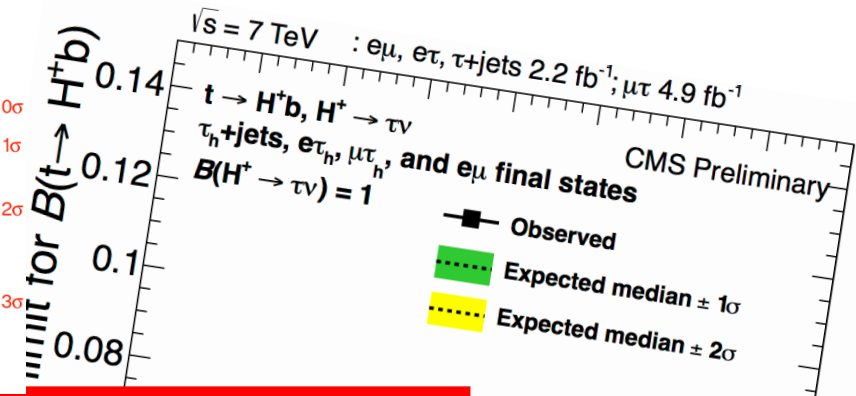 √s = 7 TeV : eμ, eτ, τ+jets 2.2 fb⁻¹; μτ 4.9 fb⁻¹
t → H⁺b, H⁺ → τν
τₕ+jets, eτₕ, μτₕ, and eμ final states
B(H⁺ → τν) = 1
CMS Preliminary
Observed
Expected median ± 1σ
Expected median ± 2σ
limit for B(t→ H⁺b)
0.14
0.12
0.1
0.08
0σ
1σ
2σ
3σ